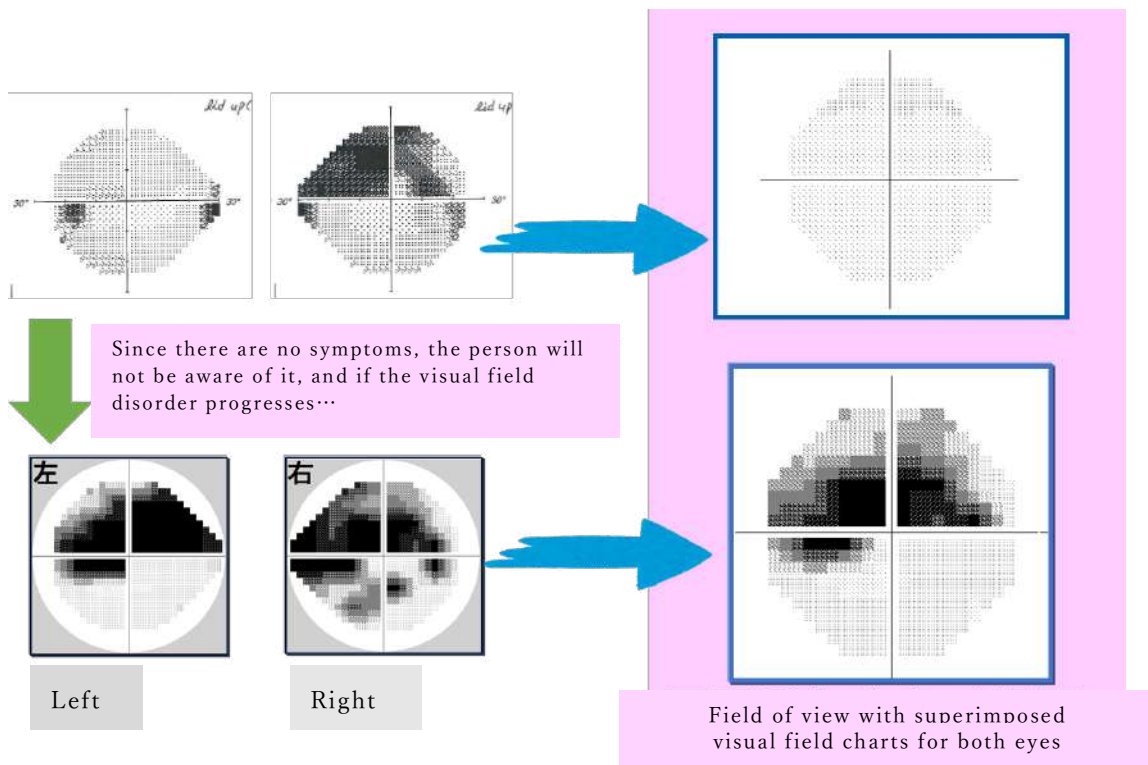 lid up(
lid up
30°
30°
30°
30°
Since there are no symptoms, the person will
not be aware of it, and if the visual field
disorder progresses…
左
右
Left
Right
Field of view with superimposed
visual field charts for both eyes